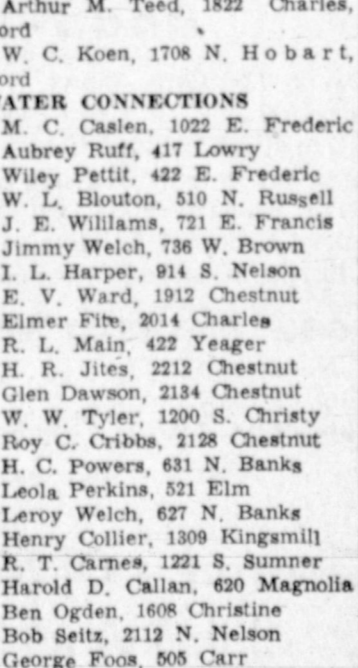 Arthur M. Teed, 1822 Charles,
ord
W. C. Koen, 1708 N. Hobart,
ord
ATER CONNECTIONS
M. C. Caslen, 1022 E. Frederic
Aubrey Ruff, 417 Lowry
Wiley Pettit, 422 E. Frederic
W. L. Blouton, 510 N. Russell
J. E. Wililams, 721 E. Francis
Jimmy Welch, 736 W. Brown
I. L. Harper, 914 S. Nelson
E. V. Ward, 1912 Chestnut
Elmer Fite, 2014 Charles
R. L. Main, 422 Yeager
H. R. Jites, 2212 Chestnut
Glen Dawson, 2134 Chestnut
W. W. Tyler, 1200 S. Christy
Roy C. Cribbs, 2128 Chestnut
H. C. Powers, 631 N. Banks
Leola Perkins, 521 Elm
Leroy Welch, 627 N. Banks
Henry Collier, 1309 Kingsmill
R. T. Carnes, 1221 S. Sumner
Harold D. Callan, 620 Magnolia
Ben Ogden, 1608 Christine
Bob Seitz, 2112 N. Nelson
George Foos, 505 Carr